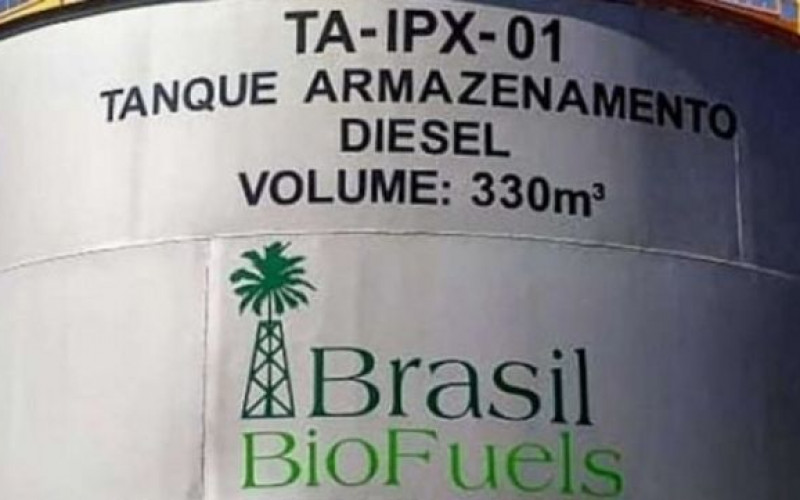 TA-IPX-01
TANQUE ARMAZENAMENTO
DIESEL
VOLUME: 330m³
Brasil
BioFuels